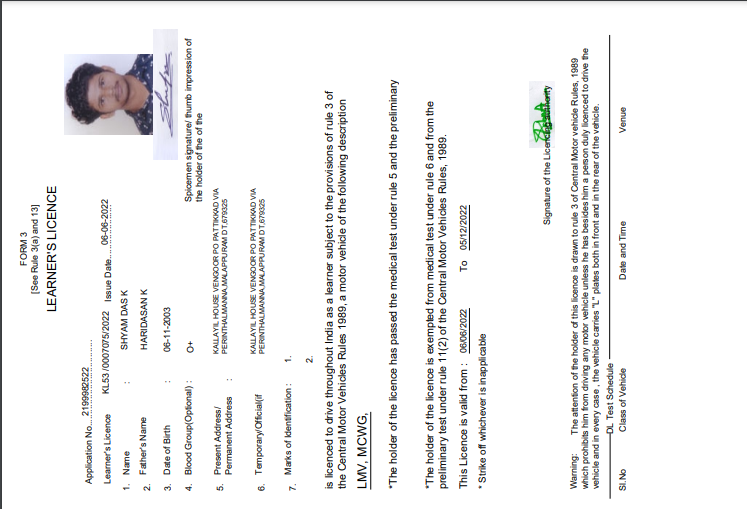 FORM 3
[See Rule 3(a) and 13]
LEARNER'S LICENCE
Application No... 2199982522
Learner's Licence KL53 /0007075/2022 Issue Date... 06-06-2022
1. Name : SHYAM DAS K
2. Father's Name HARIDASAN K
3. Date of Birth : 06-11-2003
4. Blood Group(Optional) : O+
Spicemen signature/ thumb impression of
the holder of the of the
5. Present Address/ KALLAYIL HOUSE VENGOOR PO PATTIKKAD VIA
Permanent Address : PERINTHALMANNA,MALAPPURAM DT,679325
6. Temporary/Official(if KALLAYIL HOUSE VENGOOR PO PATTIKKAD VIA
PERINTHALMANNA,MALAPPURAM DT,679325
7. Marks of Identification : 1.
2.
is licenced to drive throughout India as a learner subject to the provisions of rule 3 of
the Central Motor Vehicles Rules 1989, a motor vehicle of the following description
LMV, MCWG,
*The holder of the licence has passed the medical test under rule 5 and the preliminary
*The holder of the licence is exempted from medical test under rule 6 and from the
preliminary test under rule 11(2) of the Central Motor Vehicles Rules, 1989.
This Licence is valid from : 06/06/2022 To 05/12/2022
* Strike off whichever is inapplicable
Signature of the Licencing authority
Warning: The attention of the holder of this licence is drawn to rule 3 of Central Motor vehicle Rules, 1989
which prohibits him from driving any motor vehicle unless he has besides him a person duly licenced to drive the
vehicle and in every case , the vehicle carries "L" plates both in front and in the rear of the vehicle.
DL Test Schedule
Sl.No Class of Vehicle Date and Time Venue